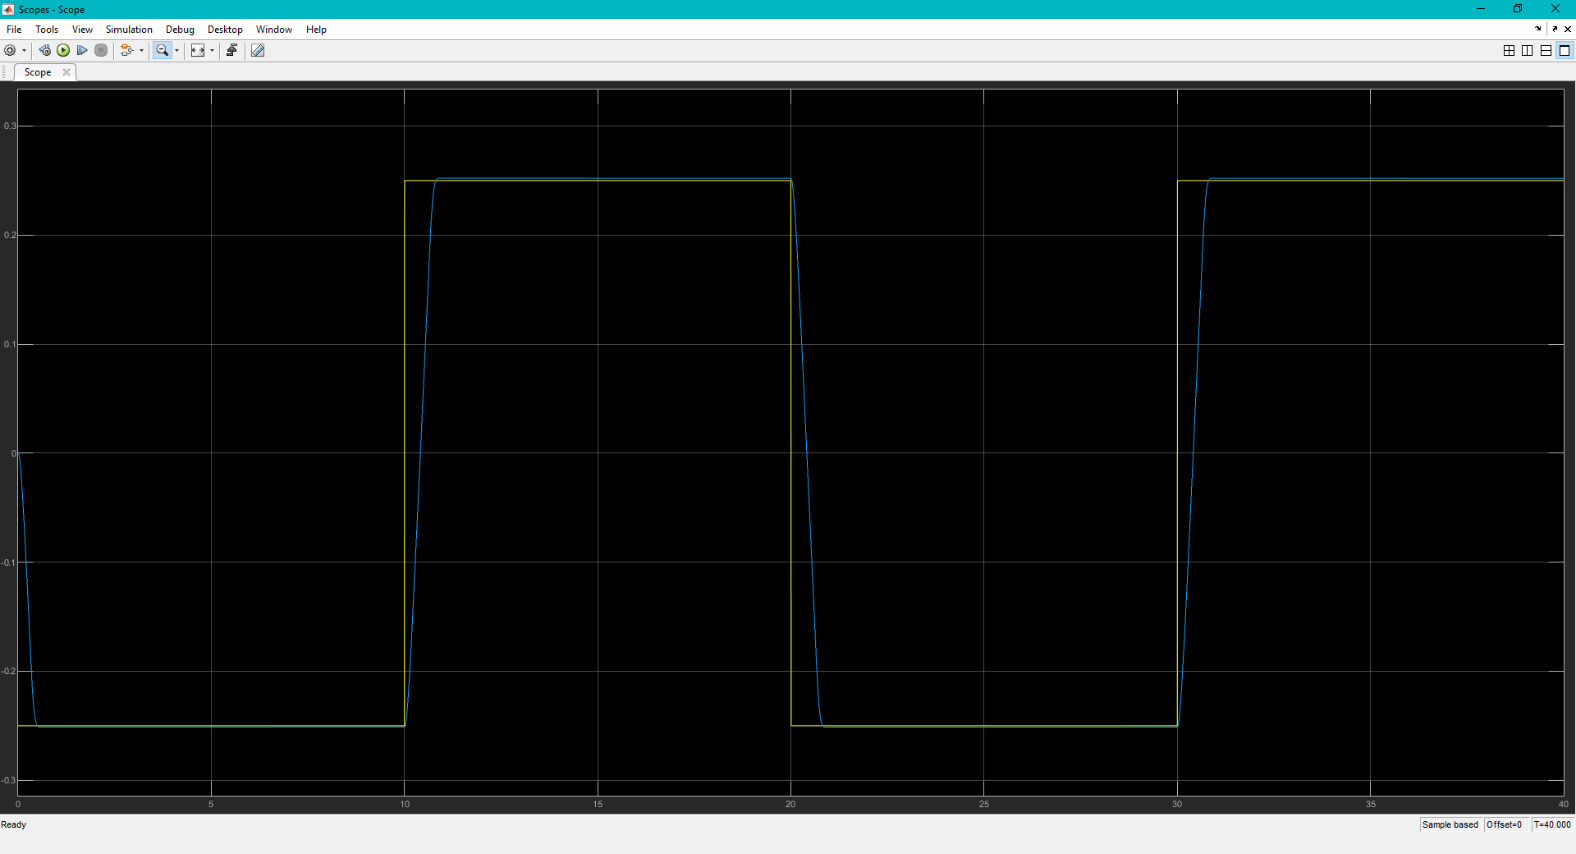 Scopes - Scope
File Tools View Simulation Debug Desktop Window Help
Scope
0.3
0.2
0.1
0
-0.1
-0.2
-0.3
0 5 10 15 20 25 30 35 40
Ready Sample based Offset=0 T=40.000